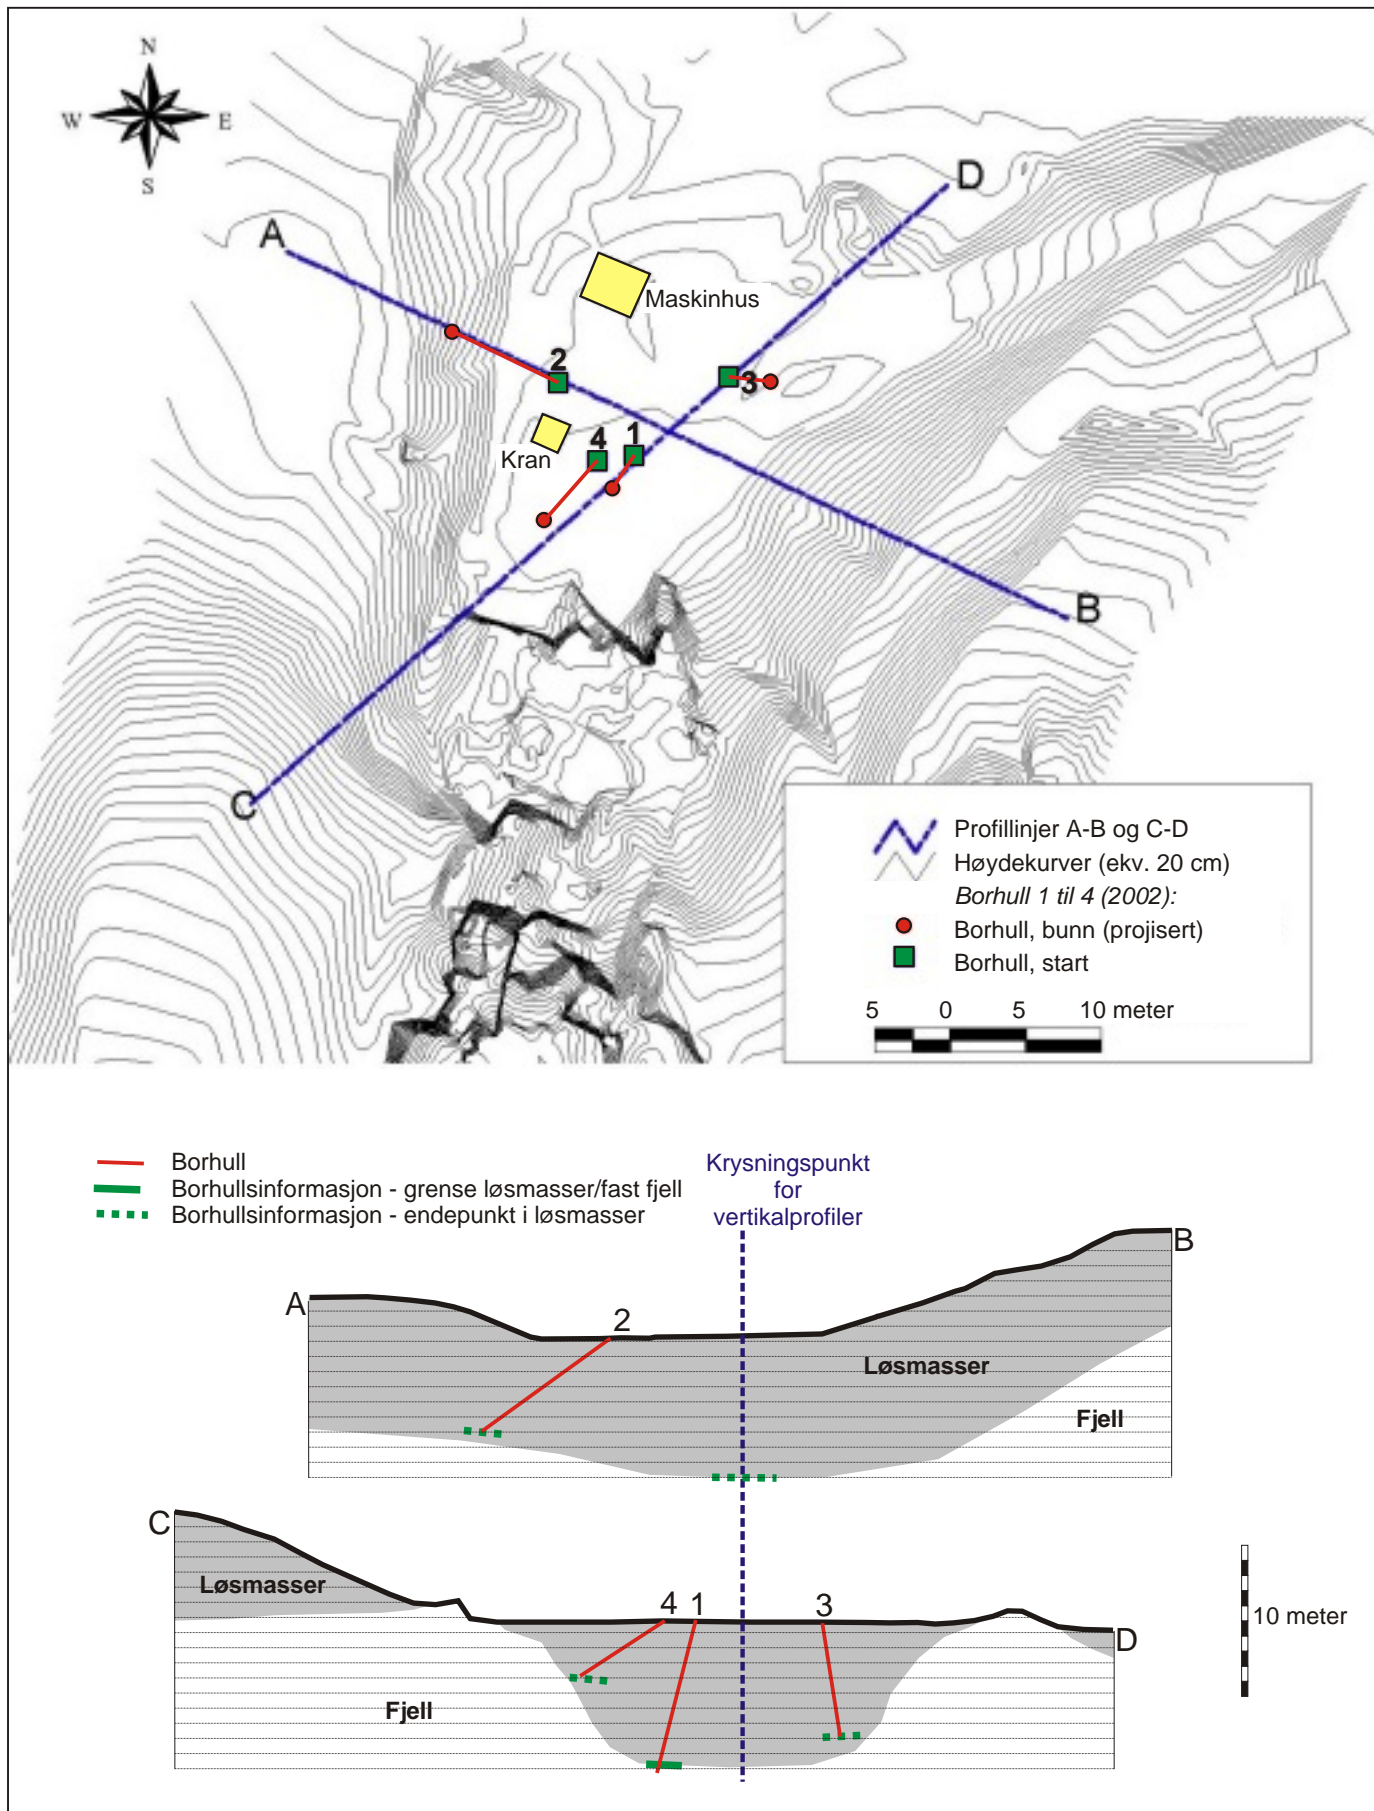 N
W E
S
A
D
Maskinhus
2
3
Kran
4
1
B
C
Profillinjer A-B og C-D
Høydekurver (ekv. 20 cm)
Borhull 1 til 4 (2002):
Borhull, bunn (projisert)
Borhull, start
5 0 5 10 meter
Borhull
Borhullsinformasjon - grense løsmasser/fast fjell
Borhullsinformasjon - endepunkt i løsmasser
Krysningspunkt
for
vertikalprofiler
A
2
B
Løsmasser
Fjell
C
Løsmasser
4 1
3
D
Fjell
10 meter